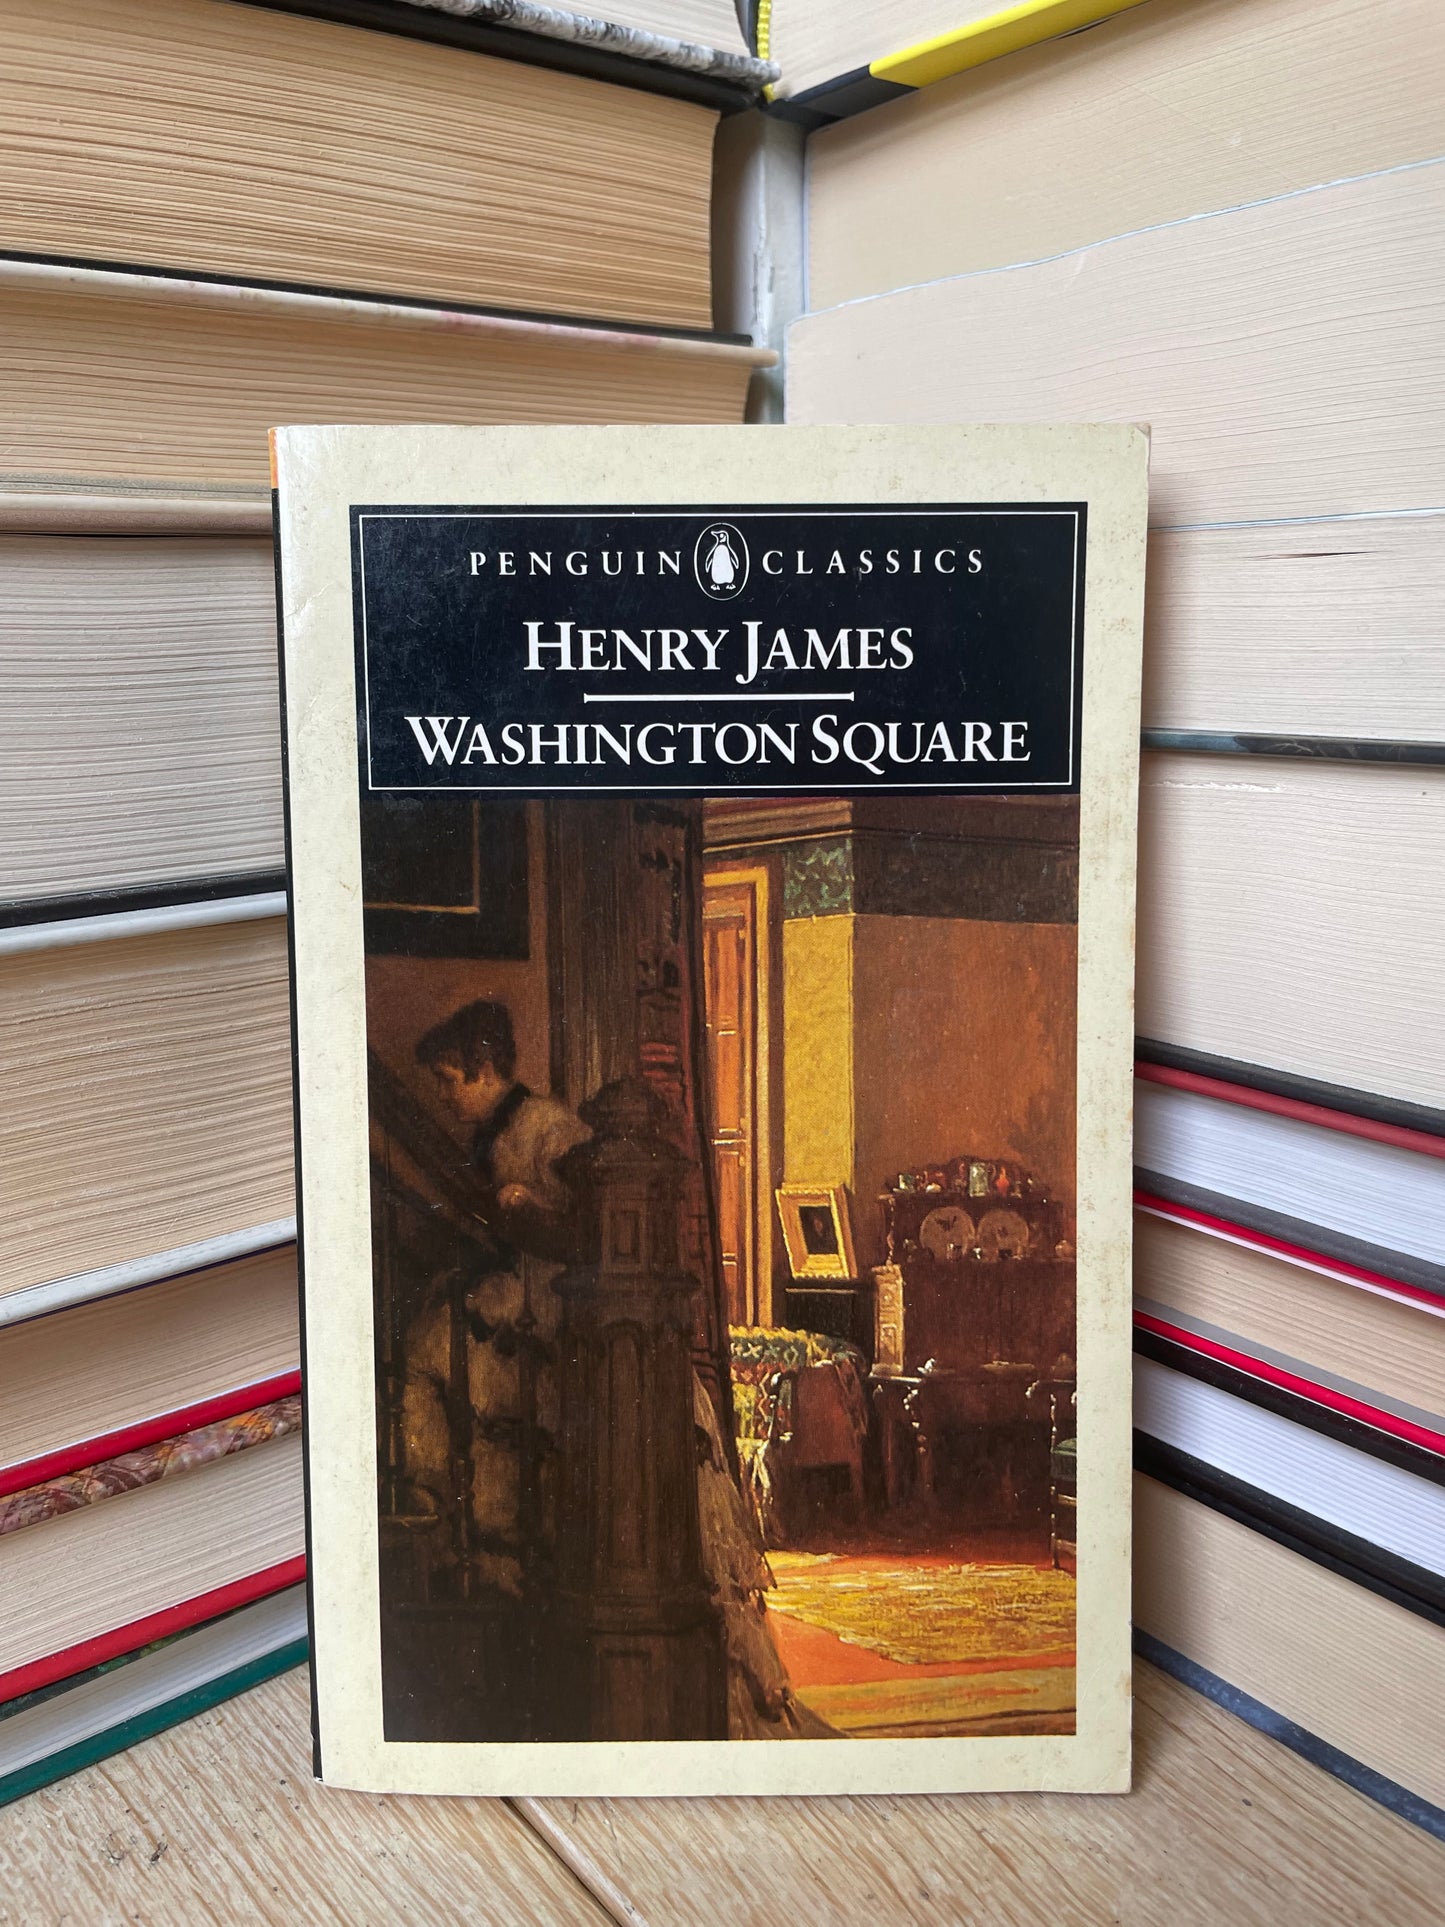 PENGUIN CLASSICS
HENRY JAMES
WASHINGTON SQUARE